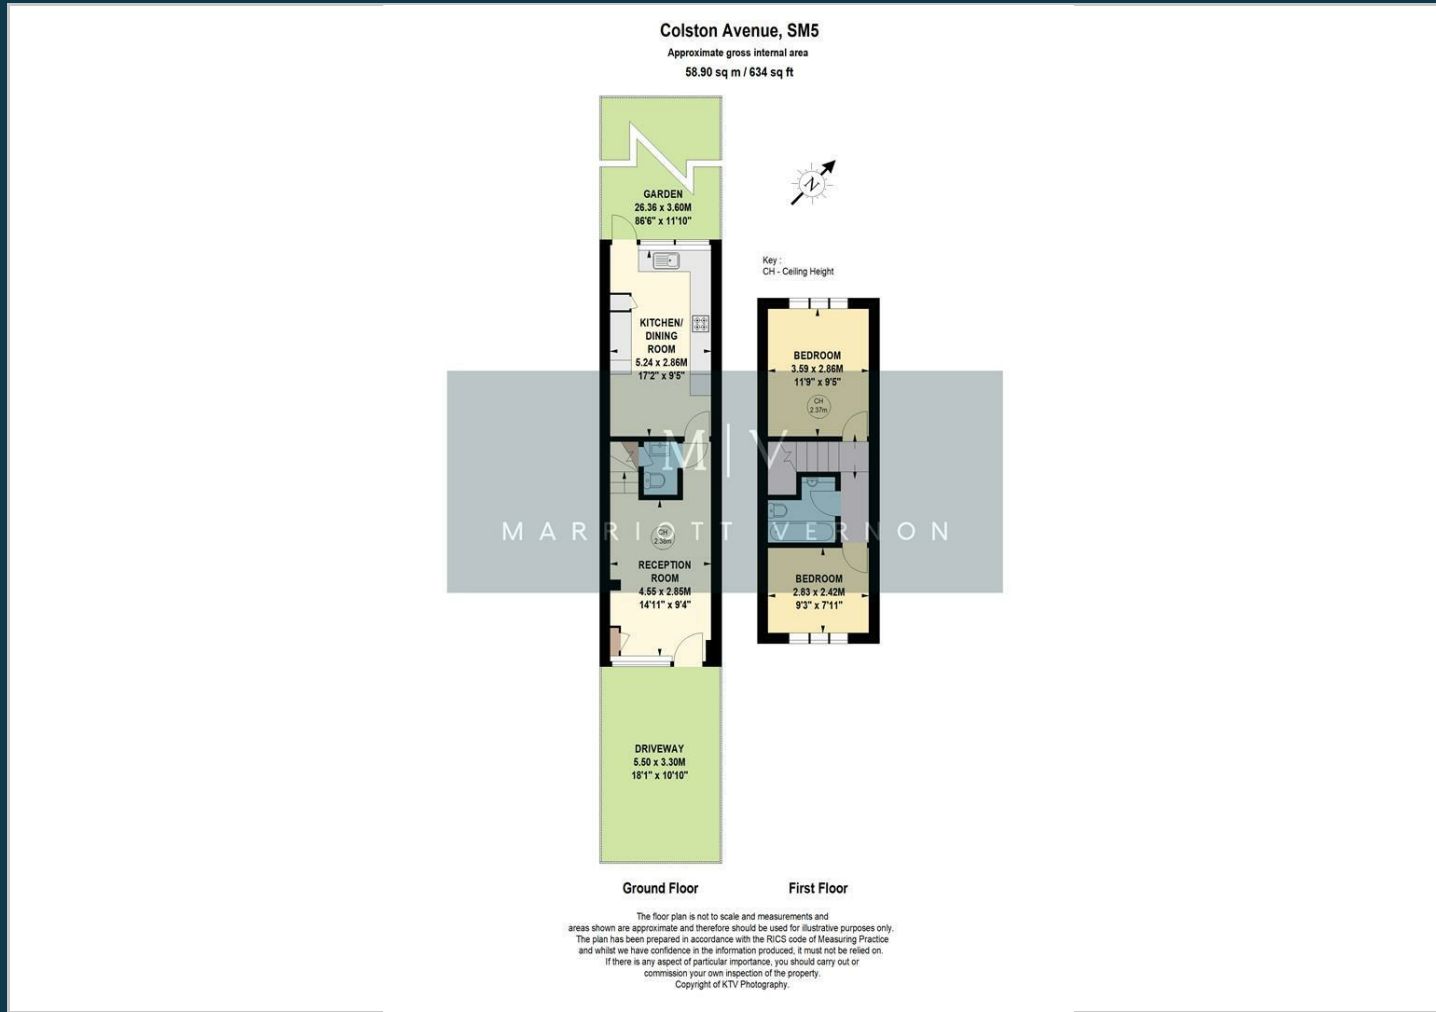 Colston Avenue, SM5
Approximate gross internal area
58.90 sq m / 634 sq ft
N
GARDEN
26.36 x 3.60M
86'6" x 11'10"
Key :
CH - Ceiling Height
KITCHEN/
DINING
ROOM
5.24 x 2.86M
17'2" x 9'5"
BEDROOM
3.59 x 2.86M
11'9" x 9'5"
CH
2.37m
M | V
MARRIOTT VERNON
CH
2.36m
RECEPTION
ROOM
4.55 x 2.85M
14'11" x 9'4"
BEDROOM
2.83 x 2.42M
9'3" x 7'11"
DRIVEWAY
5.50 x 3.30M
18'1" x 10'10"
Ground Floor
First Floor
The floor plan is not to scale and measurements and
areas shown are approximate and therefore should be used for illustrative purposes only.
The plan has been prepared in accordance with the RICS code of Measuring Practice
and whilst we have confidence in the information produced, it must not be relied on.
If there is any aspect of particular importance, you should carry out or
commission your own inspection of the property.
Copyright of KTV Photography.